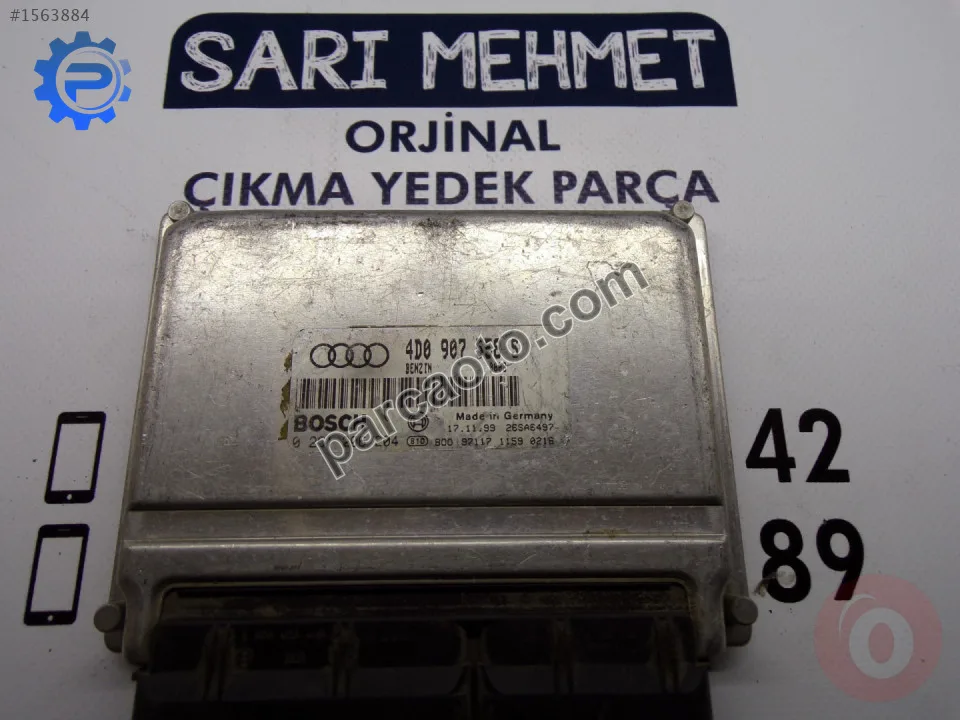 #1563884
SARI MEHMET
ORJİNAL
ÇIKMA YEDEK PARÇA
4D0 907
BENZIN
BOSCH
Made in Germany
17.11.99 26SA6497
parcaoto.com
42
89